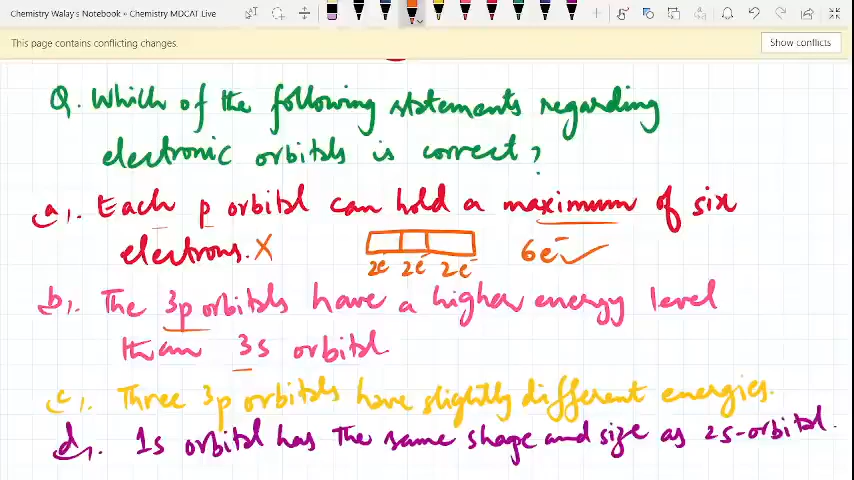 Chemistry Walay's Notebook » Chemistry MDCAT Live
This page contains conflicting changes.
Show conflicts
Q. Which of the following statements regarding
electronic orbitals is correct?
(a). Each p orbital can hold a maximum of six
electrons. X
2e⁻ 2e⁻ 2e⁻
6e⁻ ✓
(b). The 3p orbitals have a higher energy level
than 3s orbital.
(c). Three 3p orbitals have slightly different energies.
d). 1s orbital has the same shape and size as 2s-orbital.